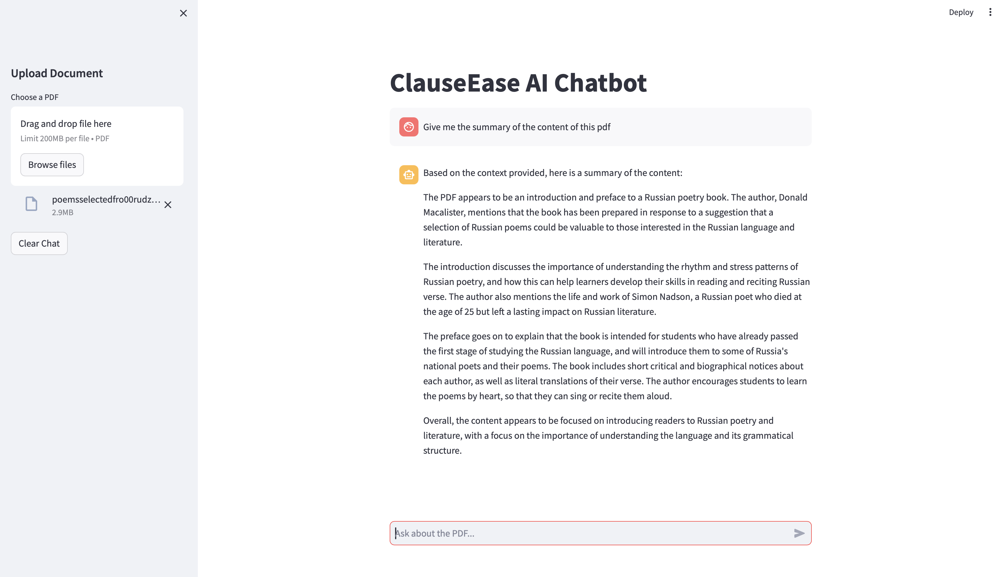 Deploy
Upload Document
Choose a PDF
Drag and drop file here
Limit 200MB per file • PDF
Browse files
poemsselectedfro00rudz...
2.9MB
Clear Chat
ClauseEase AI Chatbot
Give me the summary of the content of this pdf
Based on the context provided, here is a summary of the content:
The PDF appears to be an introduction and preface to a Russian poetry book. The author, Donald
Macalister, mentions that the book has been prepared in response to a suggestion that a
selection of Russian poems could be valuable to those interested in the Russian language and
literature.
The introduction discusses the importance of understanding the rhythm and stress patterns of
Russian poetry, and how this can help learners develop their skills in reading and reciting Russian
verse. The author also mentions the life and work of Simon Nadson, a Russian poet who died at
the age of 25 but left a lasting impact on Russian literature.
The preface goes on to explain that the book is intended for students who have already passed
the first stage of studying the Russian language, and will introduce them to some of Russia's
national poets and their poems. The book includes short critical and biographical notices about
each author, as well as literal translations of their verse. The author encourages students to learn
the poems by heart, so that they can sing or recite them aloud.
Overall, the content appears to be focused on introducing readers to Russian poetry and
literature, with a focus on the importance of understanding the language and its grammatical
structure.
Ask about the PDF...